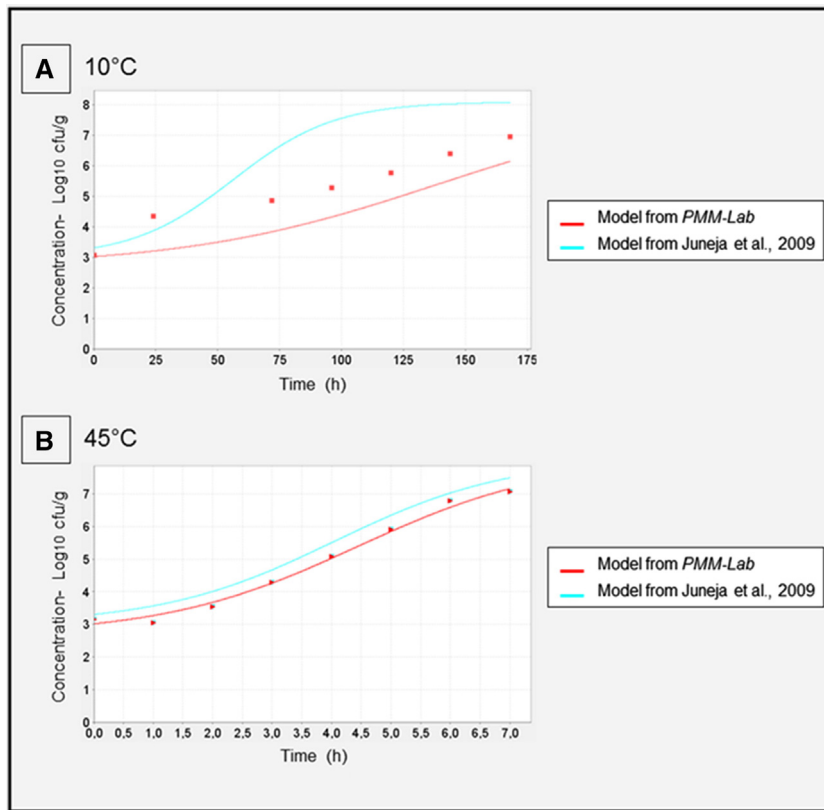 A
10°C
Concentration- Log10 cfu/g
8
7
6
5
4
3
2
1
0
0 25 50 75 100 125 150 175
Time (h)
Model from PMM-Lab
Model from Juneja et al., 2009
B
45°C
Concentration- Log10 cfu/g
7
6
5
4
3
2
1
0
0,0 0,5 1,0 1,5 2,0 2,5 3,0 3,5 4,0 4,5 5,0 5,5 6,0 6,5 7,0
Time (h)
Model from PMM-Lab
Model from Juneja et al., 2009